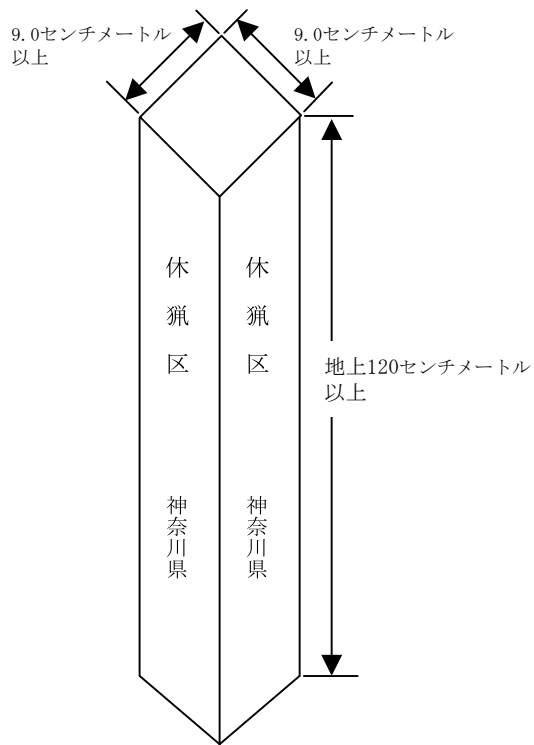 9.0センチメートル
以上
9.0センチメートル
以上
休猟区
神奈川県
休猟区
神奈川県
地上120センチメートル
以上